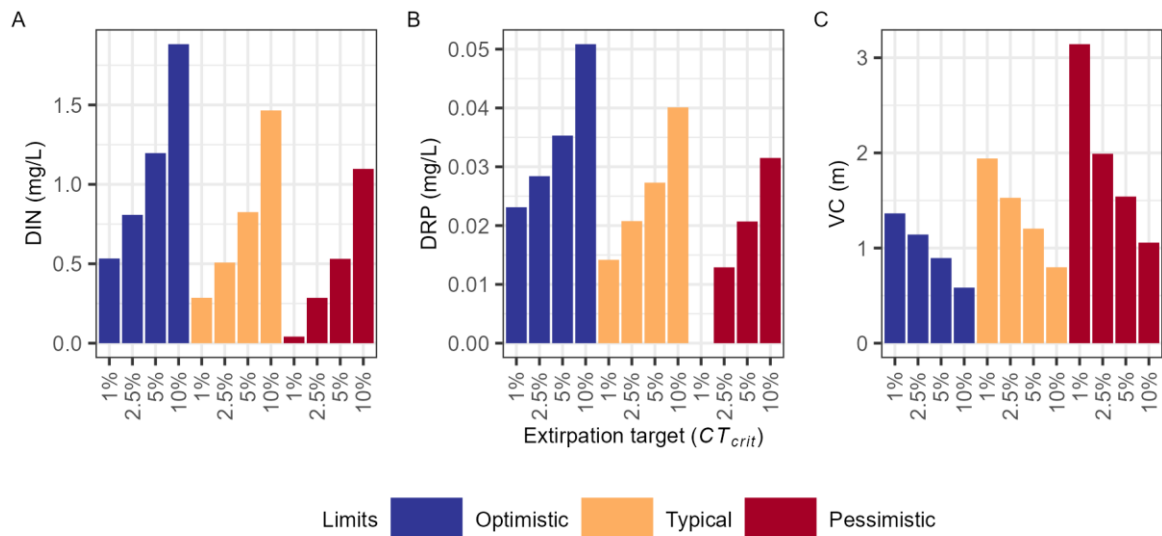 A
DIN (mg/L)
1.5
1.0
0.5
0.0
1% 2.5% 5% 10% 1% 2.5% 5% 10% 1% 2.5% 5% 10%
B
DRP (mg/L)
0.05
0.04
0.03
0.02
0.01
0.00
1% 2.5% 5% 10% 1% 2.5% 5% 10% 1% 2.5% 5% 10%
C
VC (m)
3
2
1
0
1% 2.5% 5% 10% 1% 2.5% 5% 10% 1% 2.5% 5% 10%
Extirpation target (CTcrit)
Limits Optimistic Typical Pessimistic